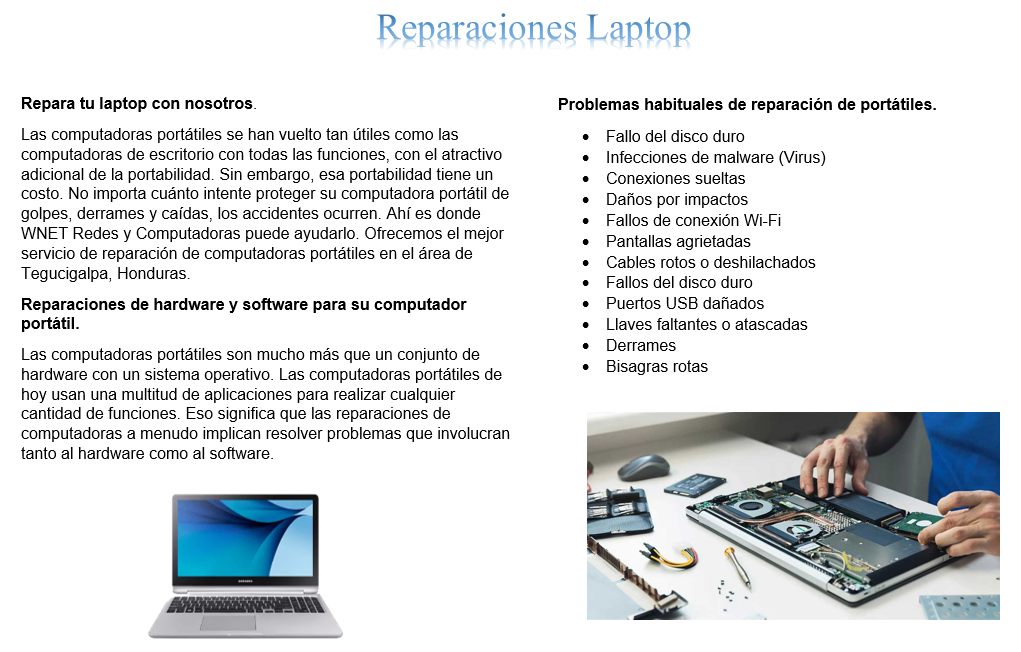 Reparaciones Laptop
Repara tu laptop con nosotros.
Las computadoras portátiles se han vuelto tan útiles como las
computadoras de escritorio con todas las funciones, con el atractivo
adicional de la portabilidad. Sin embargo, esa portabilidad tiene un
costo. No importa cuánto intente proteger su computadora portátil de
golpes, derrames y caídas, los accidentes ocurren. Ahí es donde
WNET Redes y Computadoras puede ayudarlo. Ofrecemos el mejor
servicio de reparación de computadoras portátiles en el área de
Tegucigalpa, Honduras.
Reparaciones de hardware y software para su computador
portátil.
Las computadoras portátiles son mucho más que un conjunto de
hardware con un sistema operativo. Las computadoras portátiles de
hoy usan una multitud de aplicaciones para realizar cualquier
cantidad de funciones. Eso significa que las reparaciones de
computadoras a menudo implican resolver problemas que involucran
tanto al hardware como al software.
SAMSUNG
Problemas habituales de reparación de portátiles.
• Fallo del disco duro
• Infecciones de malware (Virus)
• Conexiones sueltas
• Daños por impactos
• Fallos de conexión Wi-Fi
• Pantallas agrietadas
• Cables rotos o deshilachados
• Fallos del disco duro
• Puertos USB dañados
• Llaves faltantes o atascadas
• Derrames
• Bisagras rotas